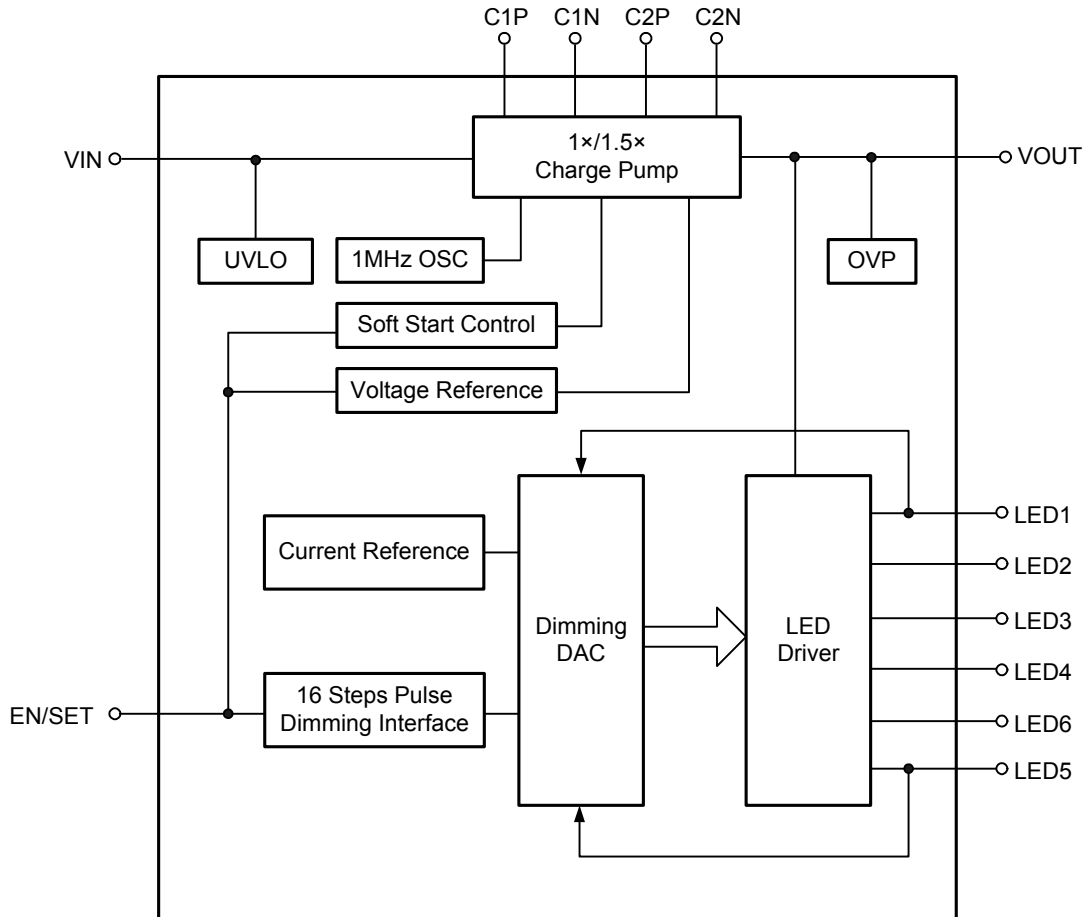 C1P C1N C2P C2N
1×/1.5×
Charge Pump
VIN
VOUT
UVLO
1MHz OSC
OVP
Soft Start Control
Voltage Reference
Current Reference
Dimming
DAC
LED
Driver
LED1
LED2
LED3
LED4
LED6
LED5
16 Steps Pulse
Dimming Interface
EN/SET